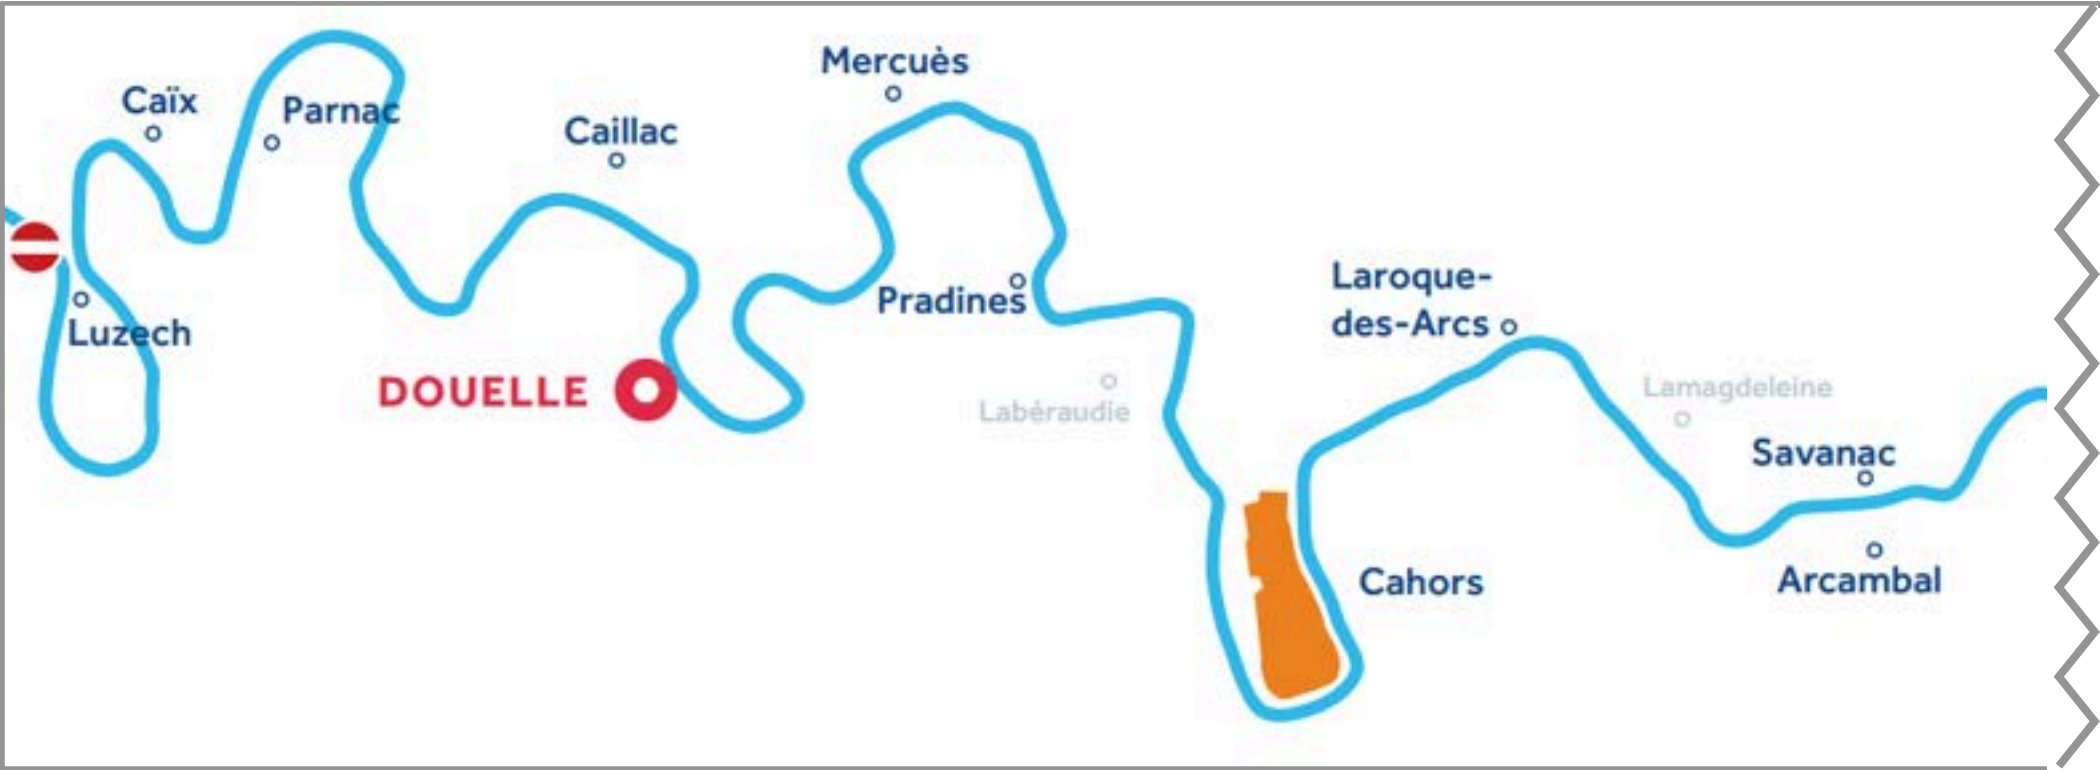 Mercuès
Caïx
Parnac
Caillac
Laroque-
des-Arcs
Pradines
Luzech
DOUELLE
Lamagdeleine
Labéraudie
Savanac
Cahors
Arcambal